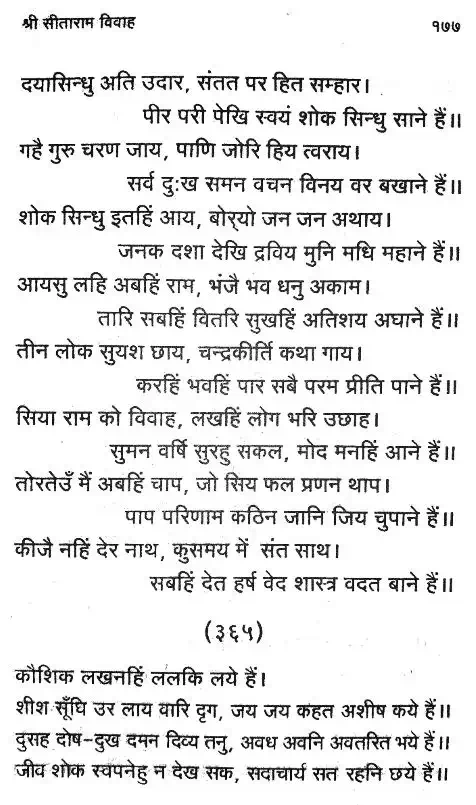 श्री सीताराम विवाह १७७
दयासिन्धु अति उदार, संतत पर हित सम्हार।
पीर परी पेखि स्वयं शोक सिन्धु साने हैं॥
गहै गुरु चरण जाय, पाणि जोरि हिय त्वराय।
सर्व दुःख समन वचन विनय वर बखाने हैं॥
शोक सिन्धु इतहिं आय, बोर्‌यो जन जन अथाय।
जनक दशा देखि द्रविय मुनि मधि महाने हैं॥
आयसु लहि अबहिं राम, भंजै भव धनु अकाम।
तारि सबहिं वितरि सुखहिं अतिशय अघाने हैं॥
तीन लोक सुयश छाय, चन्द्रकीर्ति कथा गाय।
करहिं भवहिं पार सबै परम प्रीति पाने हैं॥
सिया राम को विवाह, लखहिं लोग भरि उछाह।
सुमन वर्षि सुरहु सकल, मोद मनहिं आने हैं॥
तोरतेउँ मैं अबहिं चाप, जो सिय फल प्रणन थाप।
पाप परिणाम कठिन जानि जिय चुपाने हैं॥
कीजै नहिं देर नाथ, कुसमय में संत साथ।
सबहिं देत हर्ष वेद शास्त्र वदत बाने हैं॥
(३६५)
कौशिक लखनहिं ललकि लये हैं।
शीश सूँघि उर लाय वारि दृग, जय जय कहत अशीष कये हैं॥
दुसह दोष-दुख दमन दिव्य तनु, अवध अवनि अवतरित भये हैं॥
जीव शोक स्वपनेहु न देख सक, सदाचार्य सत रहनि छये हैं॥